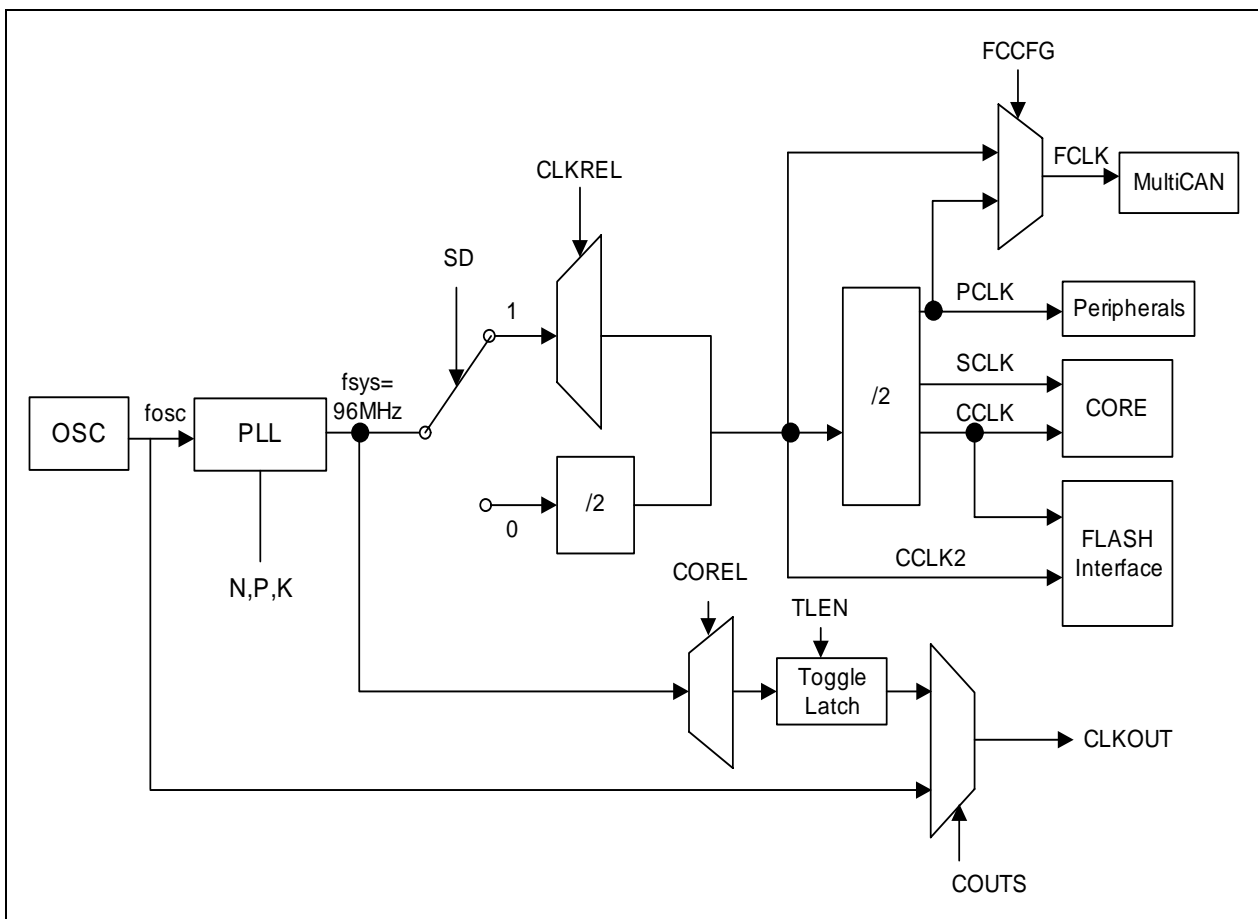 FCCFG
FCLK
MultiCAN
CLKREL
SD
1
PCLK
Peripherals
fsys=
96MHz
SCLK
/2
CORE
fosc
CCLK
OSC
PLL
/2
0
FLASH
Interface
CCLK2
N,P,K
COREL
TLEN
Toggle
Latch
CLKOUT
COUTS